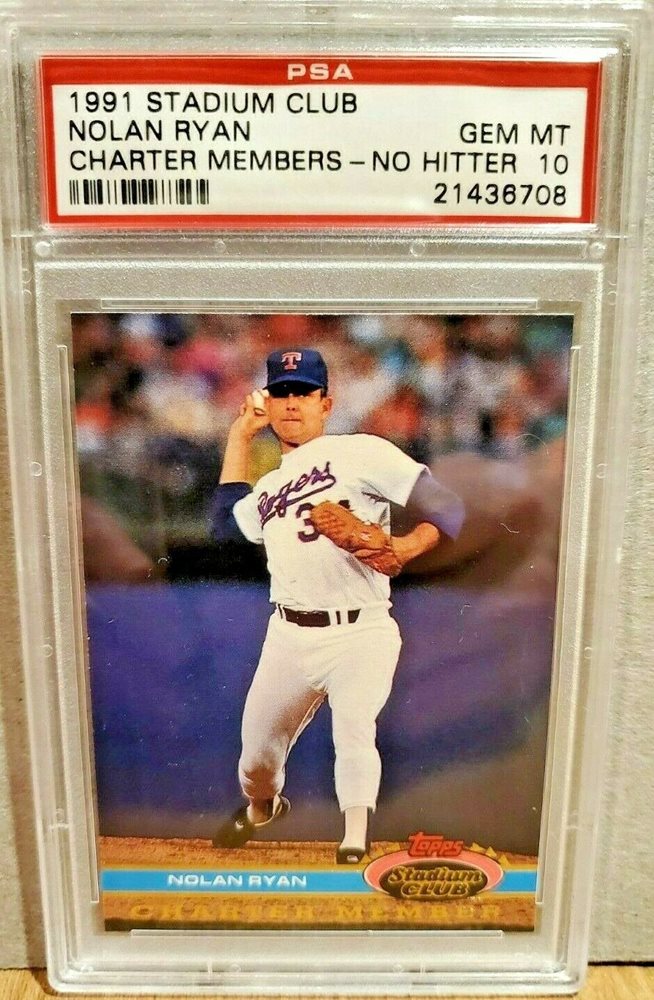 PSA
1991 STADIUM CLUB
NOLAN RYAN GEM MT
CHARTER MEMBERS - NO HITTER 10
21436708
T
Rangers
3
Topps
Stadium
CLUB
NOLAN RYAN
CHARTER MEMBER